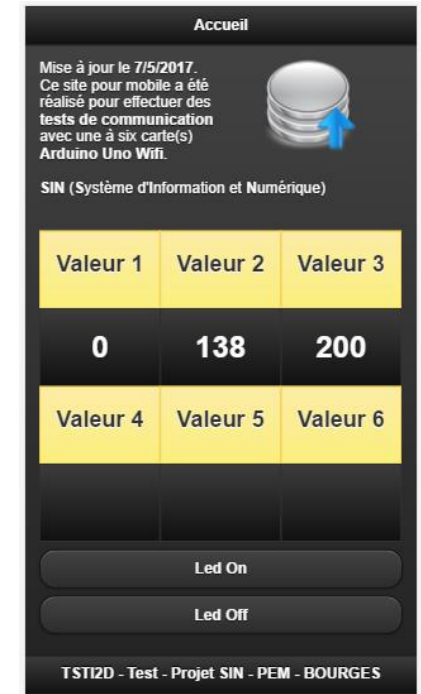 Accueil
Mise à jour le 7/5/2017.
Ce site pour mobile a été
réalisé pour effectuer des
tests de communication
avec une à six carte(s)
Arduino Uno Wifi.
SIN (Système d'Information et Numérique)
Valeur 1 Valeur 2 Valeur 3
0 138 200
Valeur 4 Valeur 5 Valeur 6
Led On
Led Off
TSTI2D - Test - Projet SIN - PEM - BOURGES